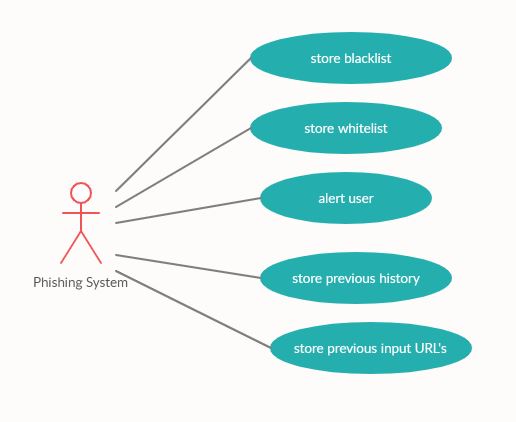 store blacklist
store whitelist
alert user
Phishing System
store previous history
store previous input URL's